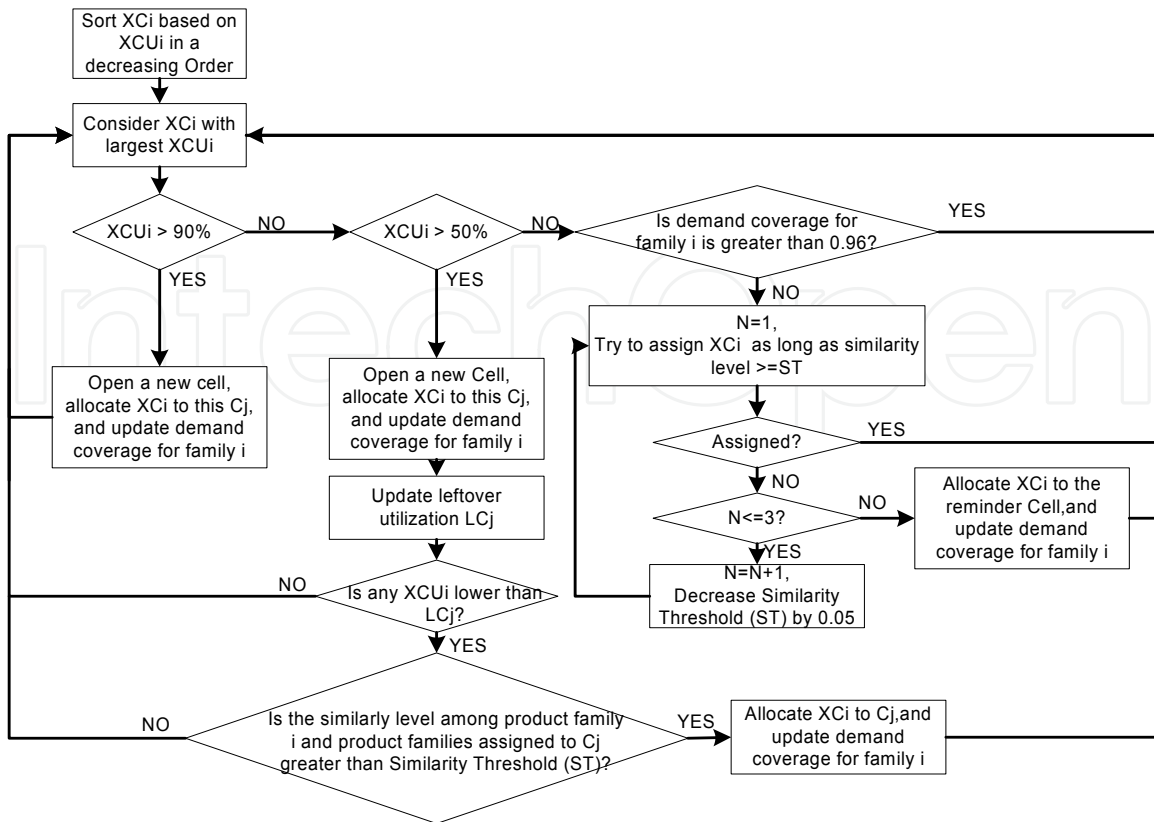 Sort XCi based on
XCUi in a
decreasing Order
Consider XCi with
largest XCUi
XCUi > 90%
NO
XCUi > 50%
NO
Is demand coverage for
family i is greater than 0.96?
YES
YES
YES
NO
N=1,
Try to assign XCi as long as similarity
level >=ST
Open a new cell,
allocate XCi to this Cj,
and update demand
coverage for family i
Open a new Cell,
allocate XCi to this Cj,
and update demand
coverage for family i
Assigned?
YES
NO
Update leftover
utilization LCj
N<=3?
NO
Allocate XCi to the
reminder Cell,and
update demand
coverage for family i
YES
N=N+1,
Decrease Similarity
Threshold (ST) by 0.05
NO
Is any XCUi lower than
LCj?
YES
NO
Is the similarly level among product family
i and product families assigned to Cj
greater than Similarity Threshold (ST)?
YES
Allocate XCi to Cj,and
update demand
coverage for family i
IntechOpen